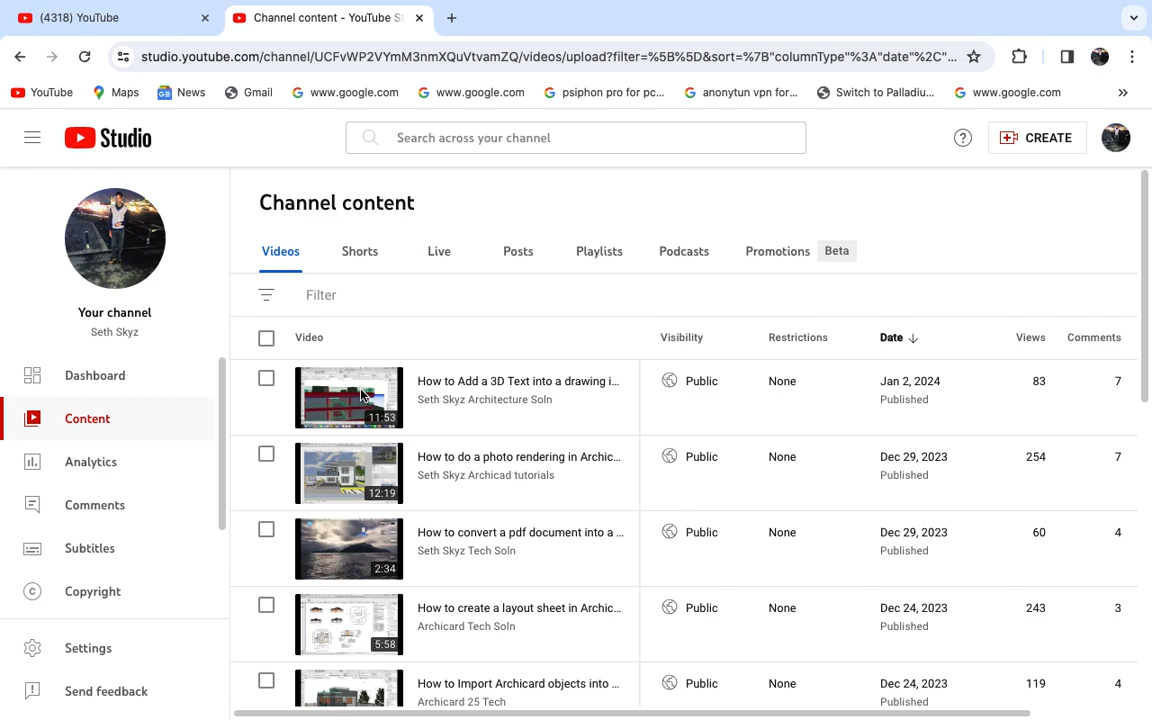 (4318) YouTube
Channel content - YouTube St
studio.youtube.com/channel/UCFvWP2VYmM3nmXQuVtvamZQ/videos/upload?filter=%5B%5D&sort=%7B"columnType"%3A"date"%2C"...
YouTube Maps News Gmail www.google.com www.google.com psiphon pro for pc... anonytun vpn for... Switch to Palladiu... www.google.com »
Studio
Search across your channel
CREATE
Channel content
Videos Shorts Live Posts Playlists Podcasts Promotions Beta
Filter
Your channel
Seth Skyz
Dashboard
Content
Analytics
Comments
Subtitles
Copyright
Settings
Send feedback
Video Visibility Restrictions Date Views Comments
How to Add a 3D Text into a drawing i... Public None Jan 2, 2024 83 7
Seth Skyz Architecture Soln Published
11:53
How to do a photo rendering in Archic... Public None Dec 29, 2023 254 7
Seth Skyz Archicad tutorials Published
12:19
How to convert a pdf document into a ... Public None Dec 29, 2023 60 4
Seth Skyz Tech Soln Published
2:34
How to create a layout sheet in Archic... Public None Dec 24, 2023 243 3
Archicard Tech Soln Published
5:58
How to Import Archicard objects into ... Public None Dec 24, 2023 119 4
Archicard 25 Tech Published